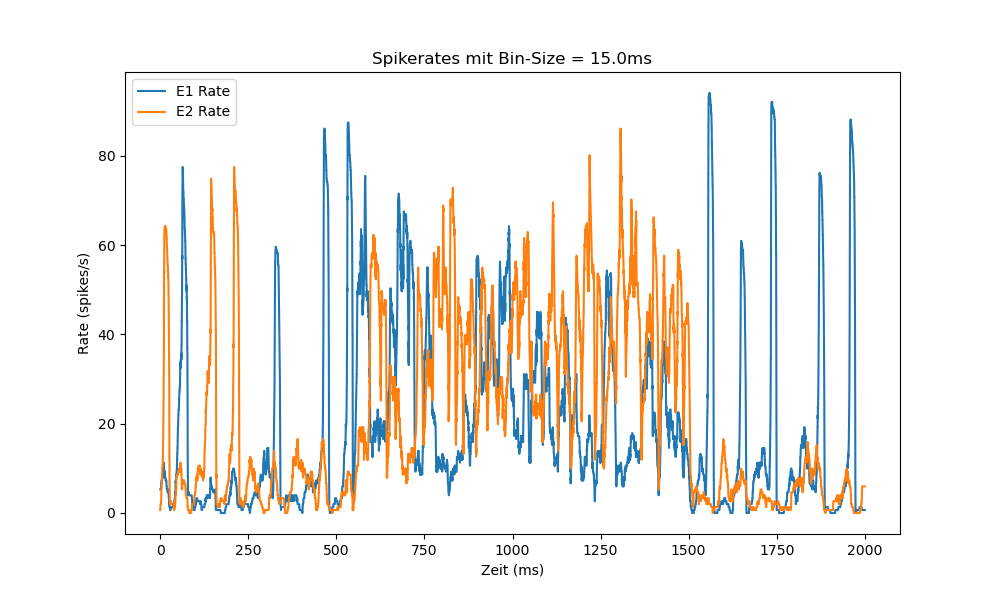 Spikerates mit Bin-Size = 15.0ms
E1 Rate
E2 Rate
Rate (spikes/s)
80
60
40
20
0
0 250 500 750 1000 1250 1500 1750 2000
Zeit (ms)